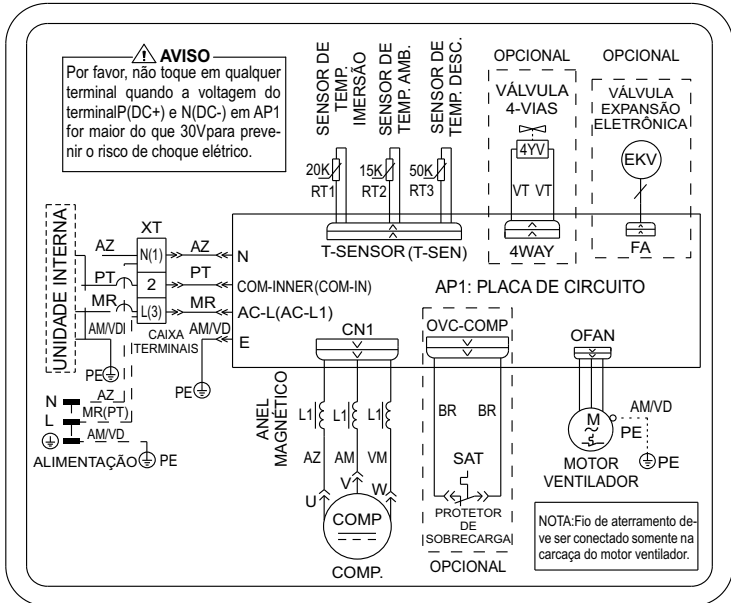 AVISO
Por favor, não toque em qualquer
terminal quando a voltagem do
terminalP(DC+) e N(DC-) em AP1
for maior do que 30Vpara preve-
nir o risco de choque elétrico.
SENSOR DE
TEMP.
IMERSÃO
SENSOR DE
TEMP. AMB.
SENSOR DE
TEMP. DESC.
20K
RT1
15K
RT2
50K
RT3
OPCIONAL
VÁLVULA
4-VIAS
4YV
VT VT
4WAY
OPCIONAL
VÁLVULA
EXPANSÃO
ELETRÔNICA
EKV
FA
T-SENSOR (T-SEN)
UNIDADE INTERNA
XT
AZ N(1) AZ N
PT 2 PT COM-INNER(COM-IN)
MR L(3) MR AC-L(AC-L1)
AM/VD CAIXA
TERMINAIS
AM/VD E
PE
PE
AP1: PLACA DE CIRCUITO
N AZ
L MR(PT)
AM/VD
ALIMENTAÇÃO PE
CN1
ANEL
MAGNÉTICO
L1 L1 L1
AZ AM VM
U V W
COMP
COMP.
OVC-COMP
BR BR
SAT
PROTETOR
DE
SOBRECARGA
OPCIONAL
OFAN
M
AM/VD
PE
PE
MOTOR
VENTILADOR
NOTA:Fio de aterramento de-
ve ser conectado somente na
carcaça do motor ventilador.